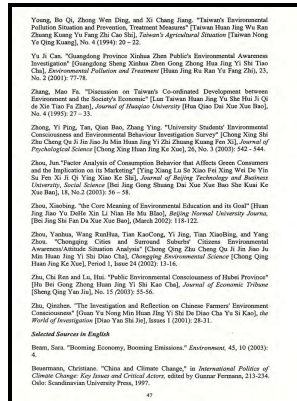 Young, Bo Qi, Zhong Wen Ding, and Xi Chang Jiang. "Taiwan's Environmental
Pollution Situation and Prevention, Treatment Measures" [Taiwan Huan Jing Wu Ran
Zhuang Kuang Yu Fang Zhi Cao Shi], Taiwan's Agricultural Situation [Taiwan Nong
Ye Qing Kuang], No. 4 (1994): 20 – 22.
Yu Ji Can. "Guangdong Province Xinhua Zhen Public's Environmental Awareness
Investigation" [Guangdong Sheng Xinhua Zhen Gong Zhong Hua Jing Yi Shi Tiao
Cha], Environmental Pollution and Treatment [Huan Jing Ru Ran Yu Fang Zhi], 23,
No. 2 (2001): 77-78.
Zhang, Mao Fa. "Discussion on Taiwan's Co-ordinated Development between
Environment and the Society's Economy" [Lun Taiwan Huan Jing Yu She Hui Ji Qi
de Xie Tiao Fa Zhan], Journal of Huaqiao University [Hua Qiao Dai Xue Xue Bao],
No. 4 (1995): 27 – 33.
Zhong, Yi Ping, Tan, Qian Bao, Zhang Ying. "University Students' Environmental
Consciousness and Environmental Behaviour Investigation Survey" [Chong Xing Shi
Zhu Cheng Qu Ji Jin Jiao Ju Min Huan Jing Yi Zhi Zhuang Kuang Fen Xi], Journal of
Psychological Science [Chong Xing Huan Jing Ke Xue], 26, No. 3 (2003): 542 - 544.
Zhou, Jun."Factor Analysis of Consumption Behavior that Affects Green Consumers
and the Implication on its Marketing" [Ying Xiang Lu Se Xiao Fei Xing Wei De Yin
Su Fen Xi Ji Qi Ying Xiao Ke Shi], Journal of Beijing Technology and Business
University, Social Science [Bei Jing Gong Shuang Dai Xue Xue Bao She Kuai Ke
Xue Ban], 18, No.2 (2003): 56 – 58.
Zhou, Xiaobing. "the Core Meaning of Environmental Education and its Goal" [Huan
Jing Jiao Yu DeHe Xin Li Nian He Mu BIao], Beijing Normal University Journa,
[Bei Jing Shi Fan Da Xue Xue Bao], (March 2002): 118-122.
Zhou, Yanhua, Wang RunHua, Tian KaoCong, Yi Jing, Tian XiaoBing, and Yang
Zhou. "Chongqing Cities and Surround Suburbs' Citizens Environmental
Awareness/Attitude Situation Analysis" [Chong Qing Zhu Cheng Qu Ji Jin Jiao Ju
Min Huan Jing Yi Shi Diao Cha], Chongqing Environmental Science [Chong Qing
Huan Jing Ke Xue], Period 1, Issue 24 (2002): 13-16.
Zhu, Chi Ren and Lu, Hui. "Public Environmental Consciousness of Hubei Province"
[Hu Bei Gong Zhong Huan Jing Yi Shi Kao Cha], Journal of Economic Tribune
[Sheng Qing Yan Jiu], No. 15 (2003): 55-56.
Zhu, Qinzhen. "The Investigation and Reflection on Chinese Farmers' Environment
Consciousness" [Guan Yu Nong Min Huan Jing Yi Shi De Diao Cha Yu Si Kao], the
World of Investigation [Diao Yan Shi Jie], Issues 1 (2001): 28-31.
Selected Sources in English
Beam, Sara. "Booming Economy, Booming Emissions." Environment, 45, 10 (2003):
4.
Beuermann, Christiane. "China and Climate Change," in International Politics of
Climate Change: Key Issues and Critical Actors, edited by Gunner Fermann, 213-234.
Oslo: Scandinavian University Press, 1997.
47